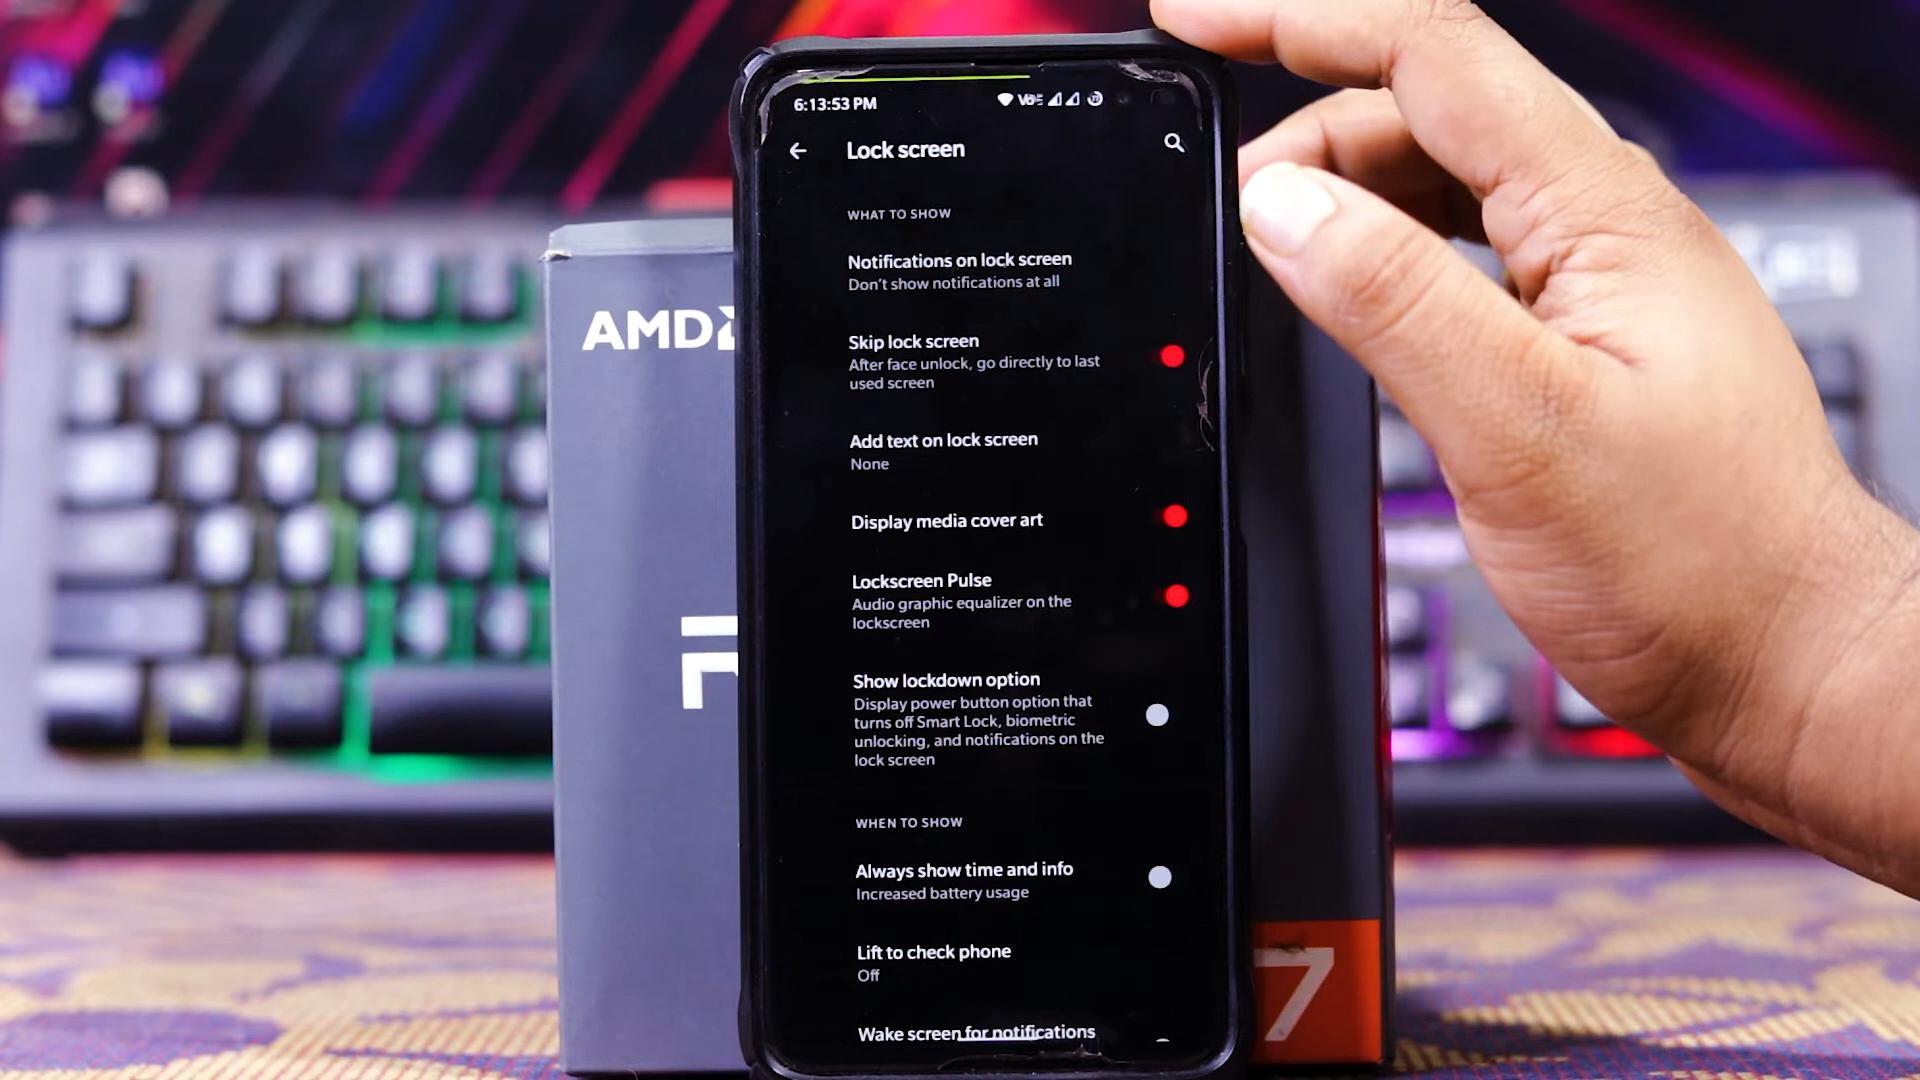 6:13:53 PM
Lock screen
WHAT TO SHOW
Notifications on lock screen
Don't show notifications at all
Skip lock screen
After face unlock, go directly to last
used screen
Add text on lock screen
None
Display media cover art
Lockscreen Pulse
Audio graphic equalizer on the
lockscreen
Show lockdown option
Display power button option that
turns off Smart Lock, biometric
unlocking, and notifications on the
lock screen
WHEN TO SHOW
Always show time and info
Increased battery usage
Lift to check phone
Off
Wake screen for notifications
AMD
7